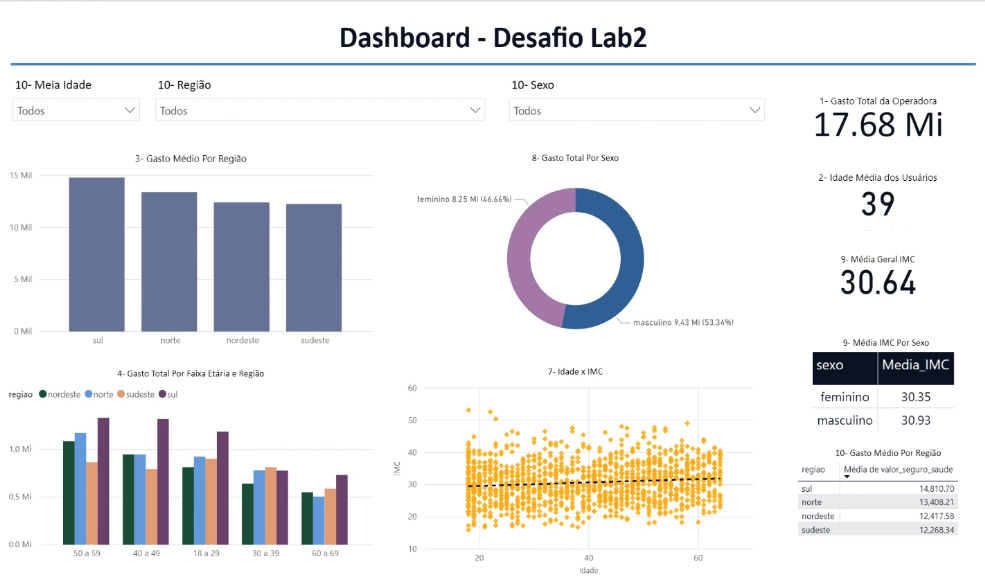 Dashboard - Desafio Lab2
10- Meia Idade
Todos
10- Região
Todos
10- Sexo
Todos
1- Gasto Total da Operadora
17.68 Mi
2- Idade Média dos Usuários
39
9- Média Geral IMC
30.64
3- Gasto Médio Por Região
15 Mil
10 Mil
5 Mil
0 Mil
sul norte nordeste sudeste
8- Gasto Total Por Sexo
feminino 8.25 Mi (46.66%)
masculino 9.43 Mi (53.34%)
9- Média IMC Por Sexo
sexo Media_IMC
feminino 30.35
masculino 30.93
4- Gasto Total Por Faixa Etária e Região
regiao nordeste norte sudeste sul
1.0 Mi
0.5 Mi
0.0 Mi
50 a 59 40 a 49 18 a 29 30 a 39 60 a 69
7- Idade x IMC
IMC
60
50
40
30
20
10
20 40 60
Idade
10- Gasto Médio Por Região
regiao Média de valor_seguro_saude
sul 14,810.70
norte 13,408.21
nordeste 12,417.58
sudeste 12,268.34